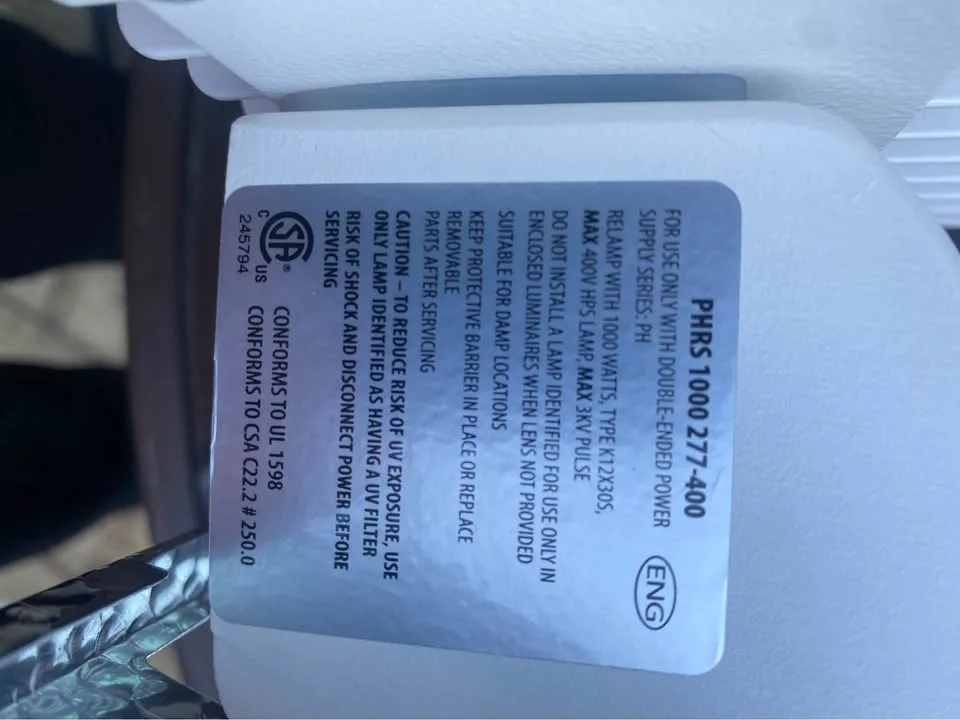 PHRS 1000 277-400
ENG
FOR USE ONLY WITH DOUBLE-ENDED POWER
SUPPLY SERIES: PH
RELAMP WITH 1000 WATTS, TYPE K12X30S,
MAX 400V HPS LAMP, MAX 3KV PULSE
DO NOT INSTALL A LAMP IDENTIFIED FOR USE ONLY IN
ENCLOSED LUMINAIRES WHEN LENS NOT PROVIDED
SUITABLE FOR DAMP LOCATIONS
KEEP PROTECTIVE BARRIER IN PLACE OR REPLACE
REMOVABLE
PARTS AFTER SERVICING
CAUTION – TO REDUCE RISK OF UV EXPOSURE, USE
ONLY LAMP IDENTIFIED AS HAVING A UV FILTER
RISK OF SHOCK AND DISCONNECT POWER BEFORE
SERVICING
C SA® US
245794
CONFORMS TO UL 1598
CONFORMS TO CSA C22.2 # 250.0